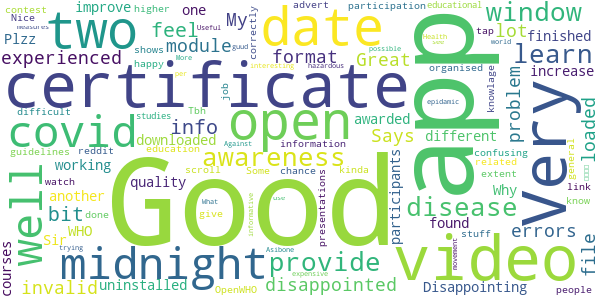 contest improve higher advert participation educational
Nice My one correctly tap Useful measures
Plzz two feel date window
experienced module format Great app shows happy job
finished lot learn increase
certificate Very
difficult Tbh studies per More interesting hazardous possible world guud
covid info open awarded Says different
downloaded knowlage Health care epidemic problem loaded
guidelines reddit education information
well working awareness Against confusing related extent why
watch quality scroll Some chance kinda
another disease general link know
bit done What give informative use presentations participants found stuff
WHO Good
Sir midnight provide video errors file
courses trying OpenWHO Asibone expensive movement
invalid uninstalled disappointed Disappointing people organised